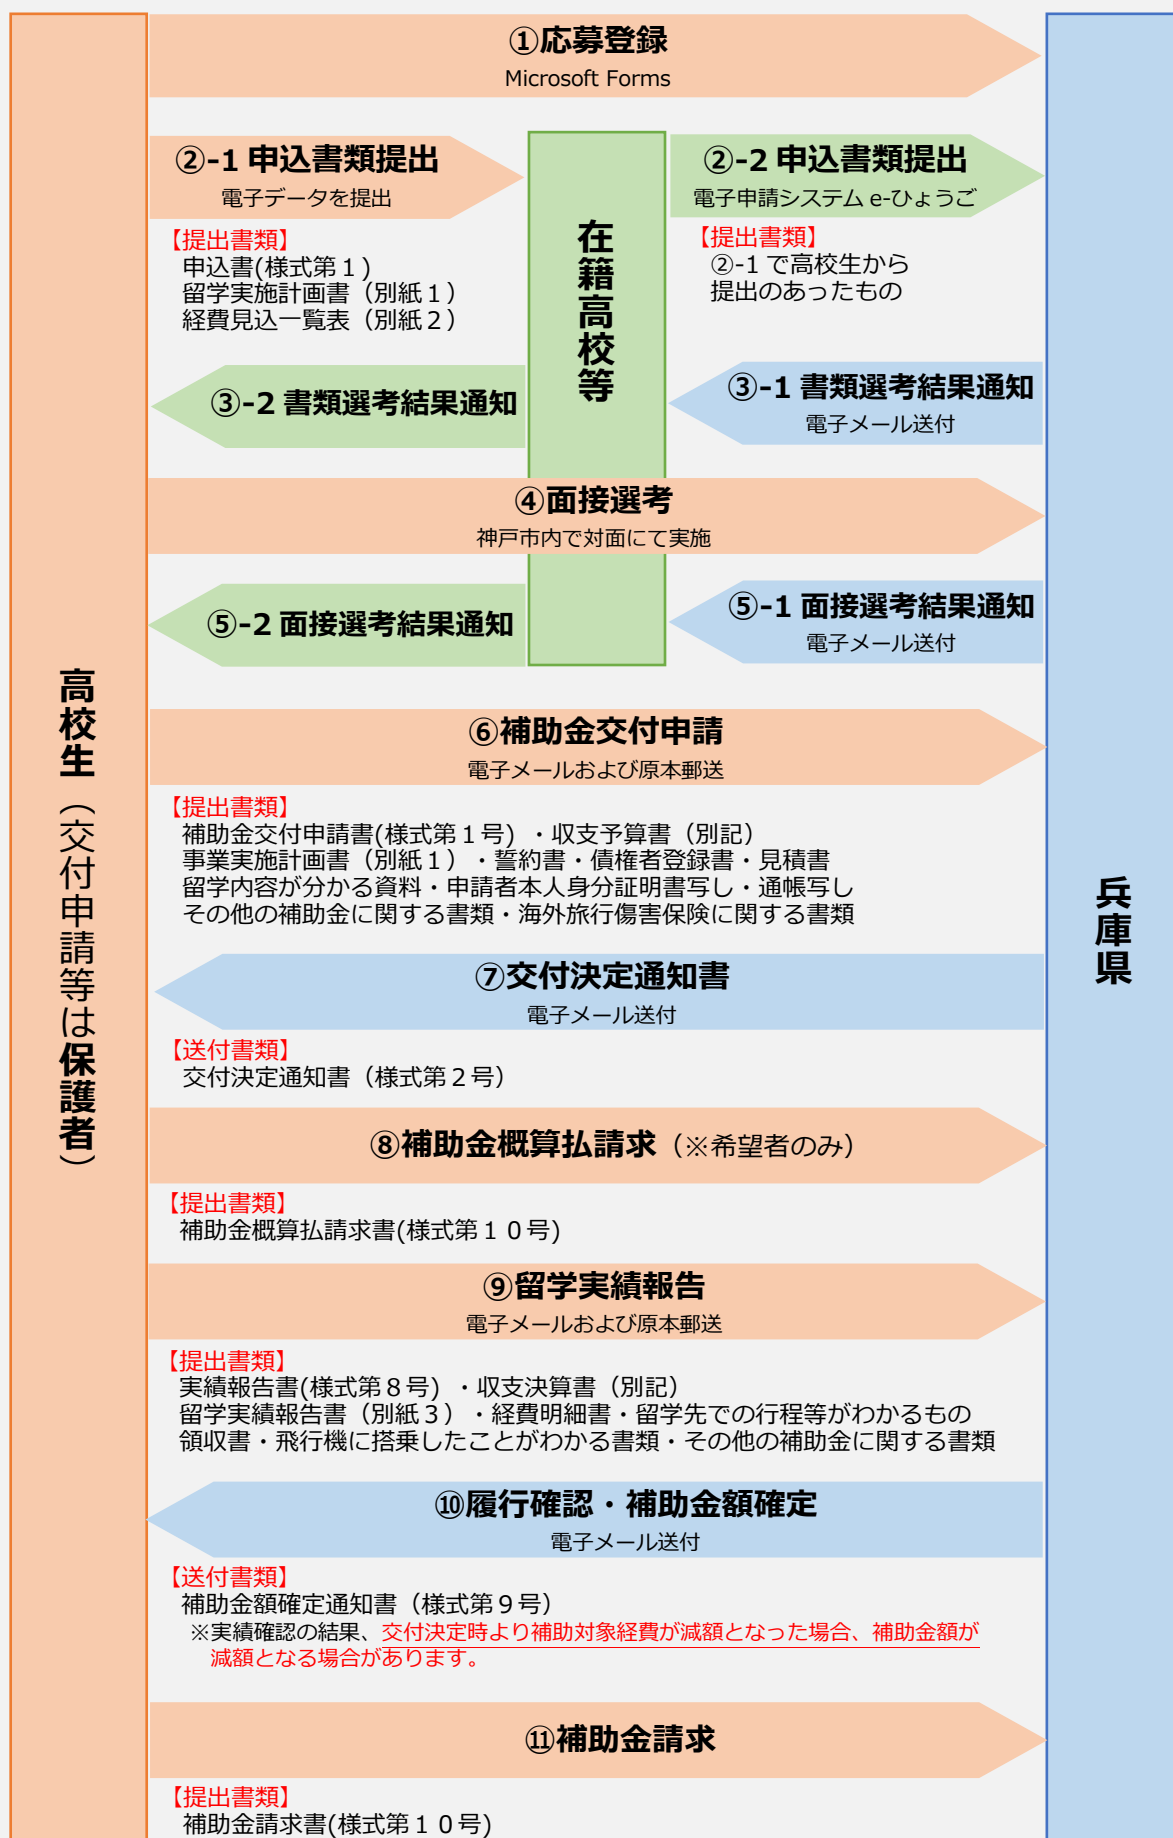 ①応募登録
Microsoft Forms
②-1 申込書類提出
電子データを提出
【提出書類】
申込書(様式第１)
留学実施計画書（別紙１）
経費見込一覧表（別紙２）
在籍高校等
②-2 申込書類提出
電子申請システム e-ひょうご
【提出書類】
②-1 で高校生から
提出のあったもの
③-1 書類選考結果通知
電子メール送付
③-2 書類選考結果通知
④面接選考
神戸市内で対面にて実施
⑤-1 面接選考結果通知
電子メール送付
⑤-2 面接選考結果通知
高校生（交付申請等は保護者）
兵庫県
⑥補助金交付申請
電子メールおよび原本郵送
【提出書類】
補助金交付申請書(様式第１号) ・収支予算書（別記）
事業実施計画書（別紙１）・誓約書・債権者登録書・見積書
留学内容が分かる資料・申請者本人身分証明書写し・通帳写し
その他の補助金に関する書類・海外旅行傷害保険に関する書類
⑦交付決定通知書
電子メール送付
【送付書類】
交付決定通知書（様式第２号）
⑧補助金概算払請求（※希望者のみ）
【提出書類】
補助金概算払請求書(様式第１０号)
⑨留学実績報告
電子メールおよび原本郵送
【提出書類】
実績報告書(様式第８号) ・収支決算書（別記）
留学実績報告書（別紙３）・経費明細書・留学先での行程等がわかるもの
領収書・飛行機に搭乗したことがわかる書類・その他の補助金に関する書類
⑩履行確認・補助金額確定
電子メール送付
【送付書類】
補助金額確定通知書（様式第９号）
※実績確認の結果、交付決定時より補助対象経費が減額となった場合、補助金額が
減額となる場合があります。
⑪補助金請求
【提出書類】
補助金請求書(様式第１０号)